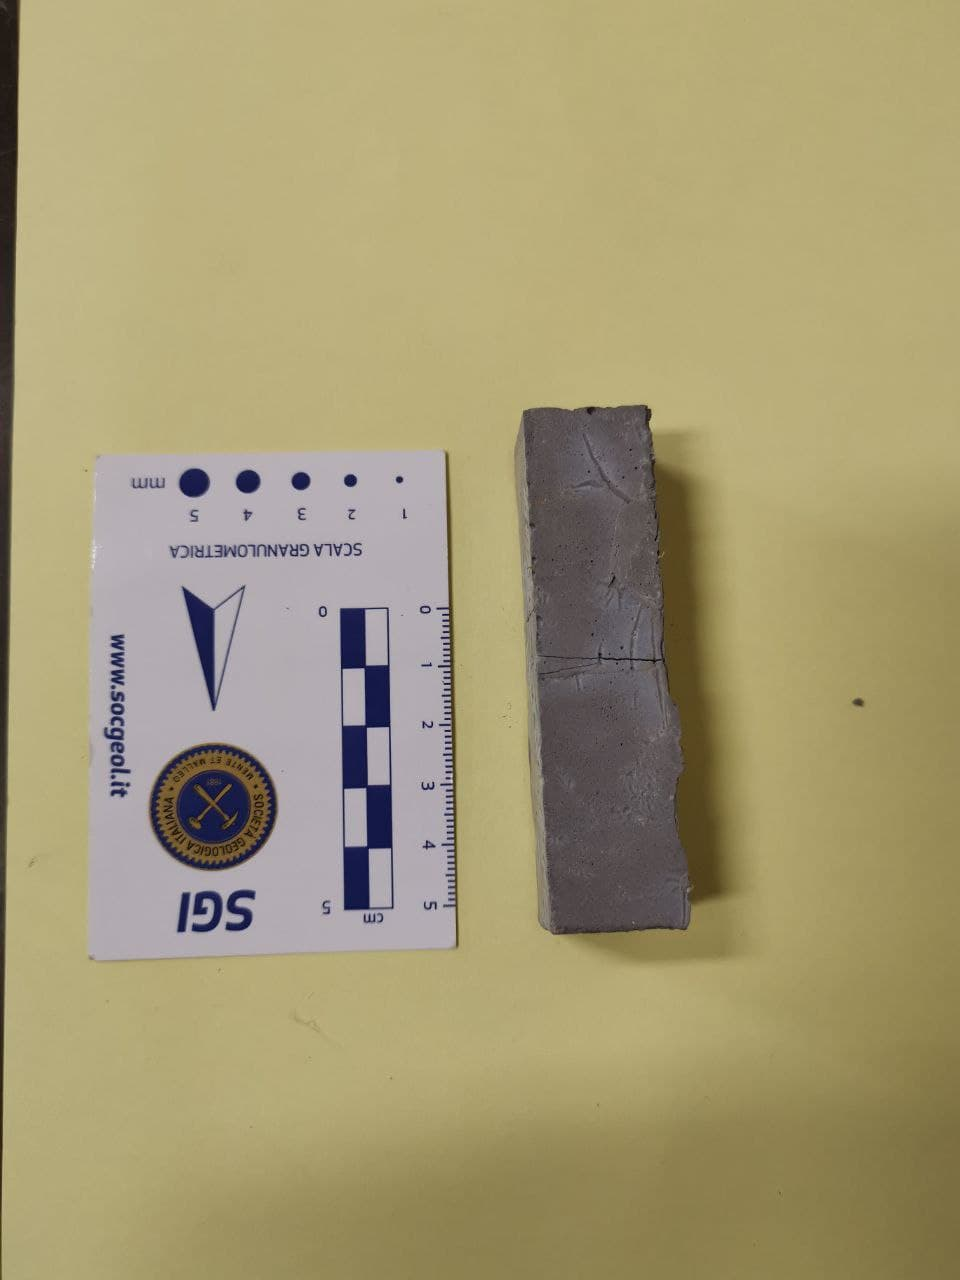 SGI
SOCIETÀ GEOLOGICA ITALIANA
MENTE ET MALLEO
1881
www.socgeol.it
cm
5
0
5
4
3
2
1
0
SCALA GRANULOMETRICA
1 2 3 4 5
mm